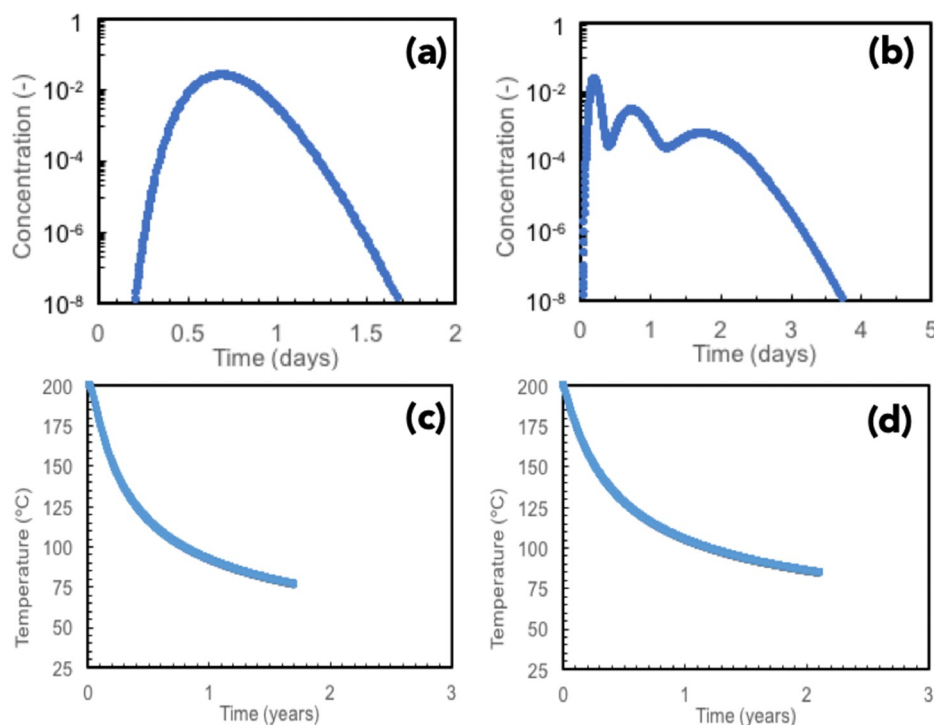 (a)
Concentration (-)
1
10⁻²
10⁻⁴
10⁻⁶
10⁻⁸
0 0.5 1 1.5 2
Time (days)
(b)
Concentration (-)
1
10⁻²
10⁻⁴
10⁻⁶
10⁻⁸
0 1 2 3 4 5
Time (days)
(c)
Temperature (°C)
200
175
150
125
100
75
50
25
0 1 2 3
Time (years)
(d)
Temperature (°C)
200
175
150
125
100
75
50
25
0 1 2 3
Time (years)